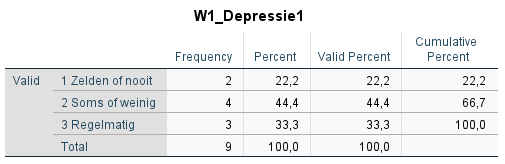 W1_Depressie1
Frequency Percent Valid Percent Cumulative Percent
Valid 1 Zelden of nooit 2 22,2 22,2 22,2
2 Soms of weinig 4 44,4 44,4 66,7
3 Regelmatig 3 33,3 33,3 100,0
Total 9 100,0 100,0